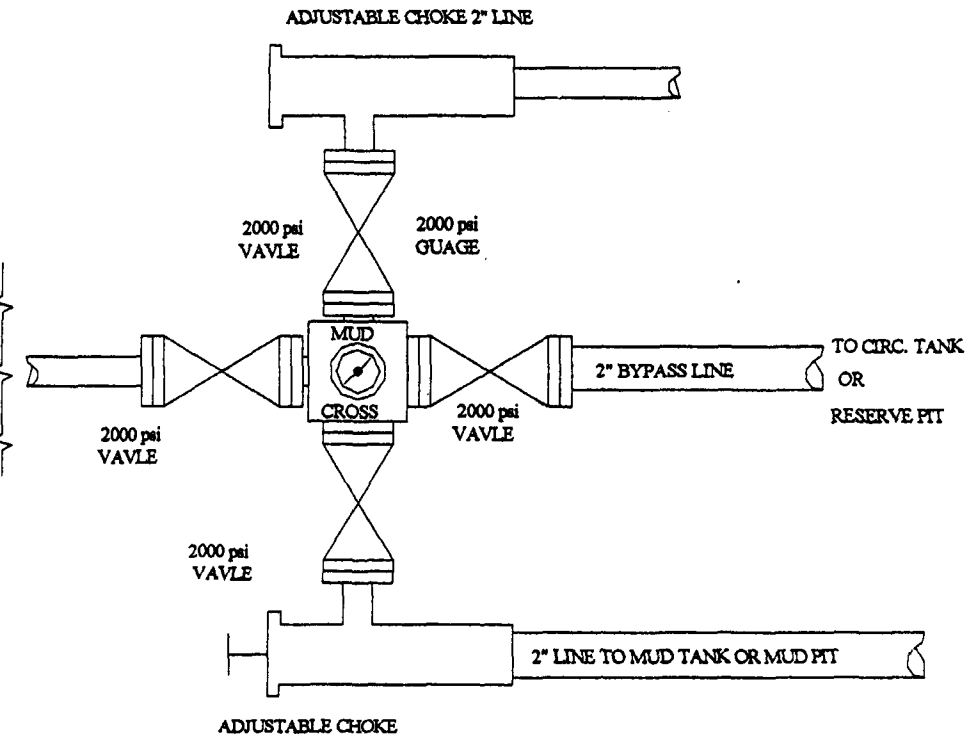 ADJUSTABLE CHOKE 2" LINE
2000 psi
VAVLE
2000 psi
GUAGE
MUD
CROSS
2" BYPASS LINE
TO CIRC. TANK
OR
RESERVE PIT
2000 psi
VAVLE
2000 psi
VAVLE
2000 psi
VAVLE
2" LINE TO MUD TANK OR MUD PIT
ADJUSTABLE CHOKE